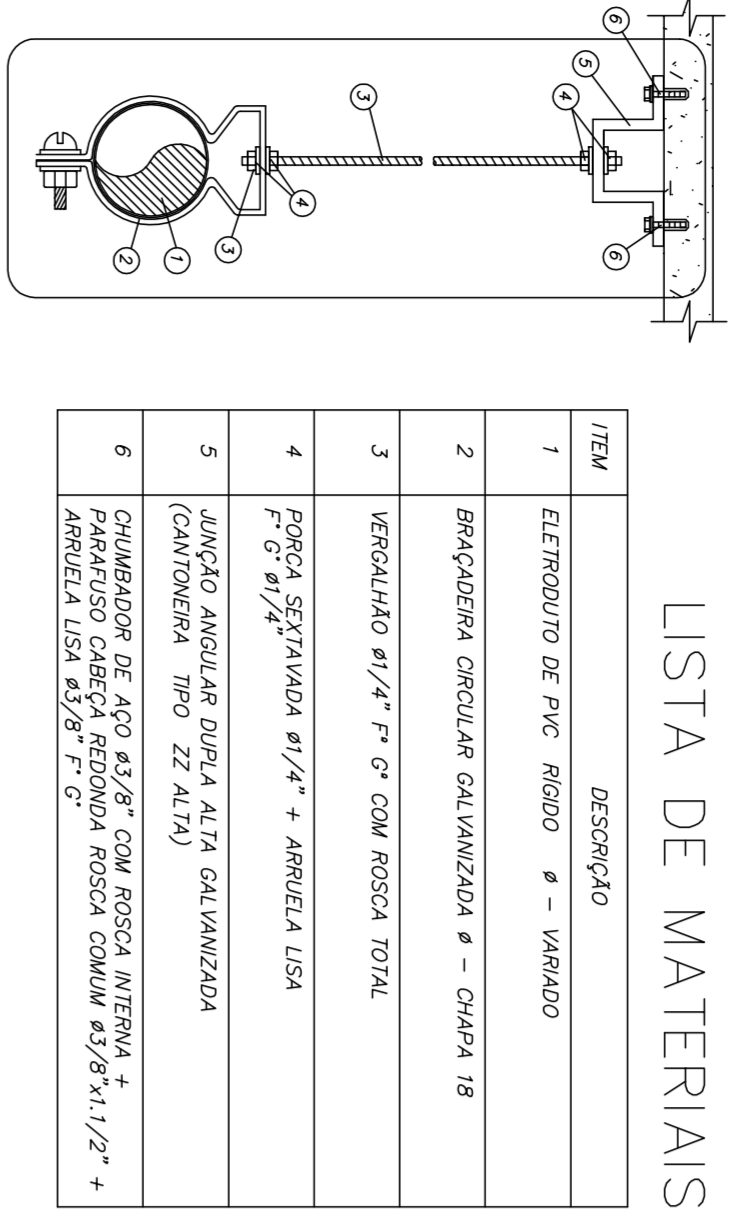 LISTA DE MATERIAIS
ITEM DESCRIÇÃO
1 ELETRODUTO DE PVC RÍGIDO ø - VARIADO
2 BRAÇADEIRA CIRCULAR GALVANIZADA ø - CHAPA 18
3 VERGALHÃO ø1/4" F° G° COM ROSCA TOTAL
4 PORCA SEXTAVADA ø1/4" + ARRUELA LISA
F° G° ø1/4"
5 JUNÇÃO ANGULAR DUPLA ALTA GALVANIZADA
(CANTONEIRA TIPO ZZ ALTA)
6 CHUMBADOR DE AÇO ø3/8" COM ROSCA INTERNA +
PARAFUSO CABEÇA REDONDA ROSCA COMUM ø3/8"x1.1/2" +
ARRUELA LISA ø3/8" F° G°
6
6
5
4
3
4
3
1
2